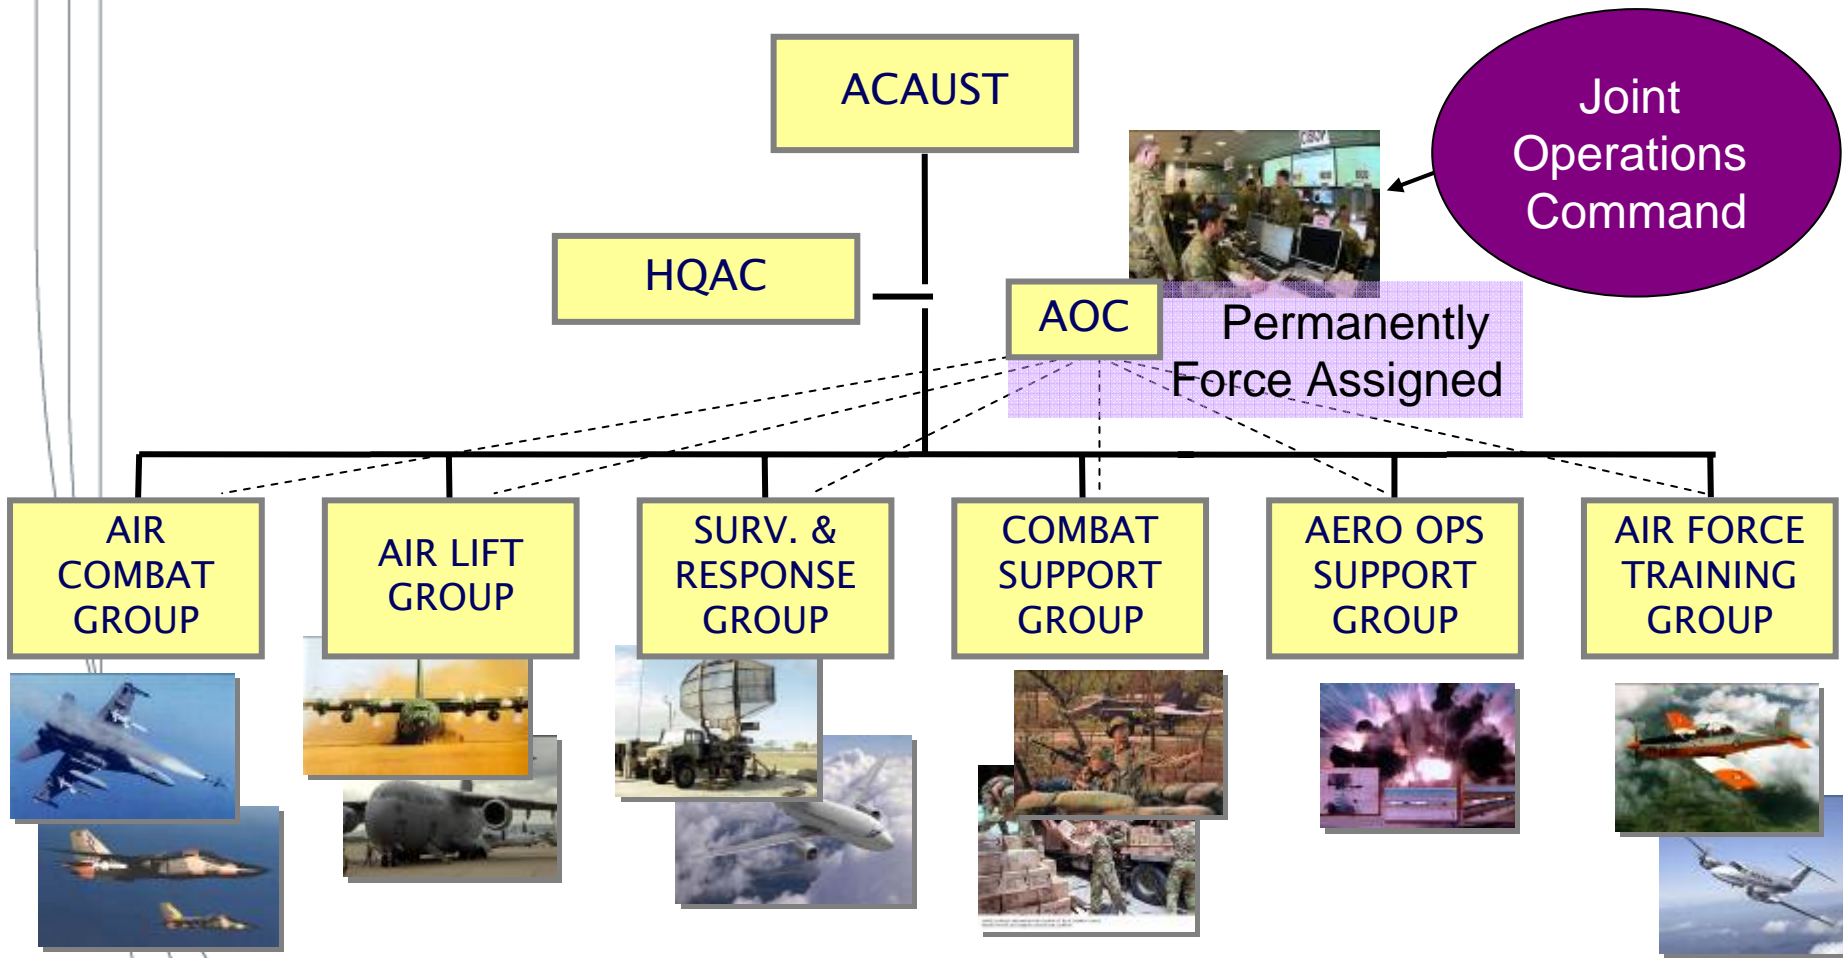 ACAUST
Joint
Operations
Command
HQAC
AOC
Permanently
Force Assigned
AIR
COMBAT
GROUP
AIR LIFT
GROUP
SURV. &
RESPONSE
GROUP
COMBAT
SUPPORT
GROUP
AERO OPS
SUPPORT
GROUP
AIR FORCE
TRAINING
GROUP